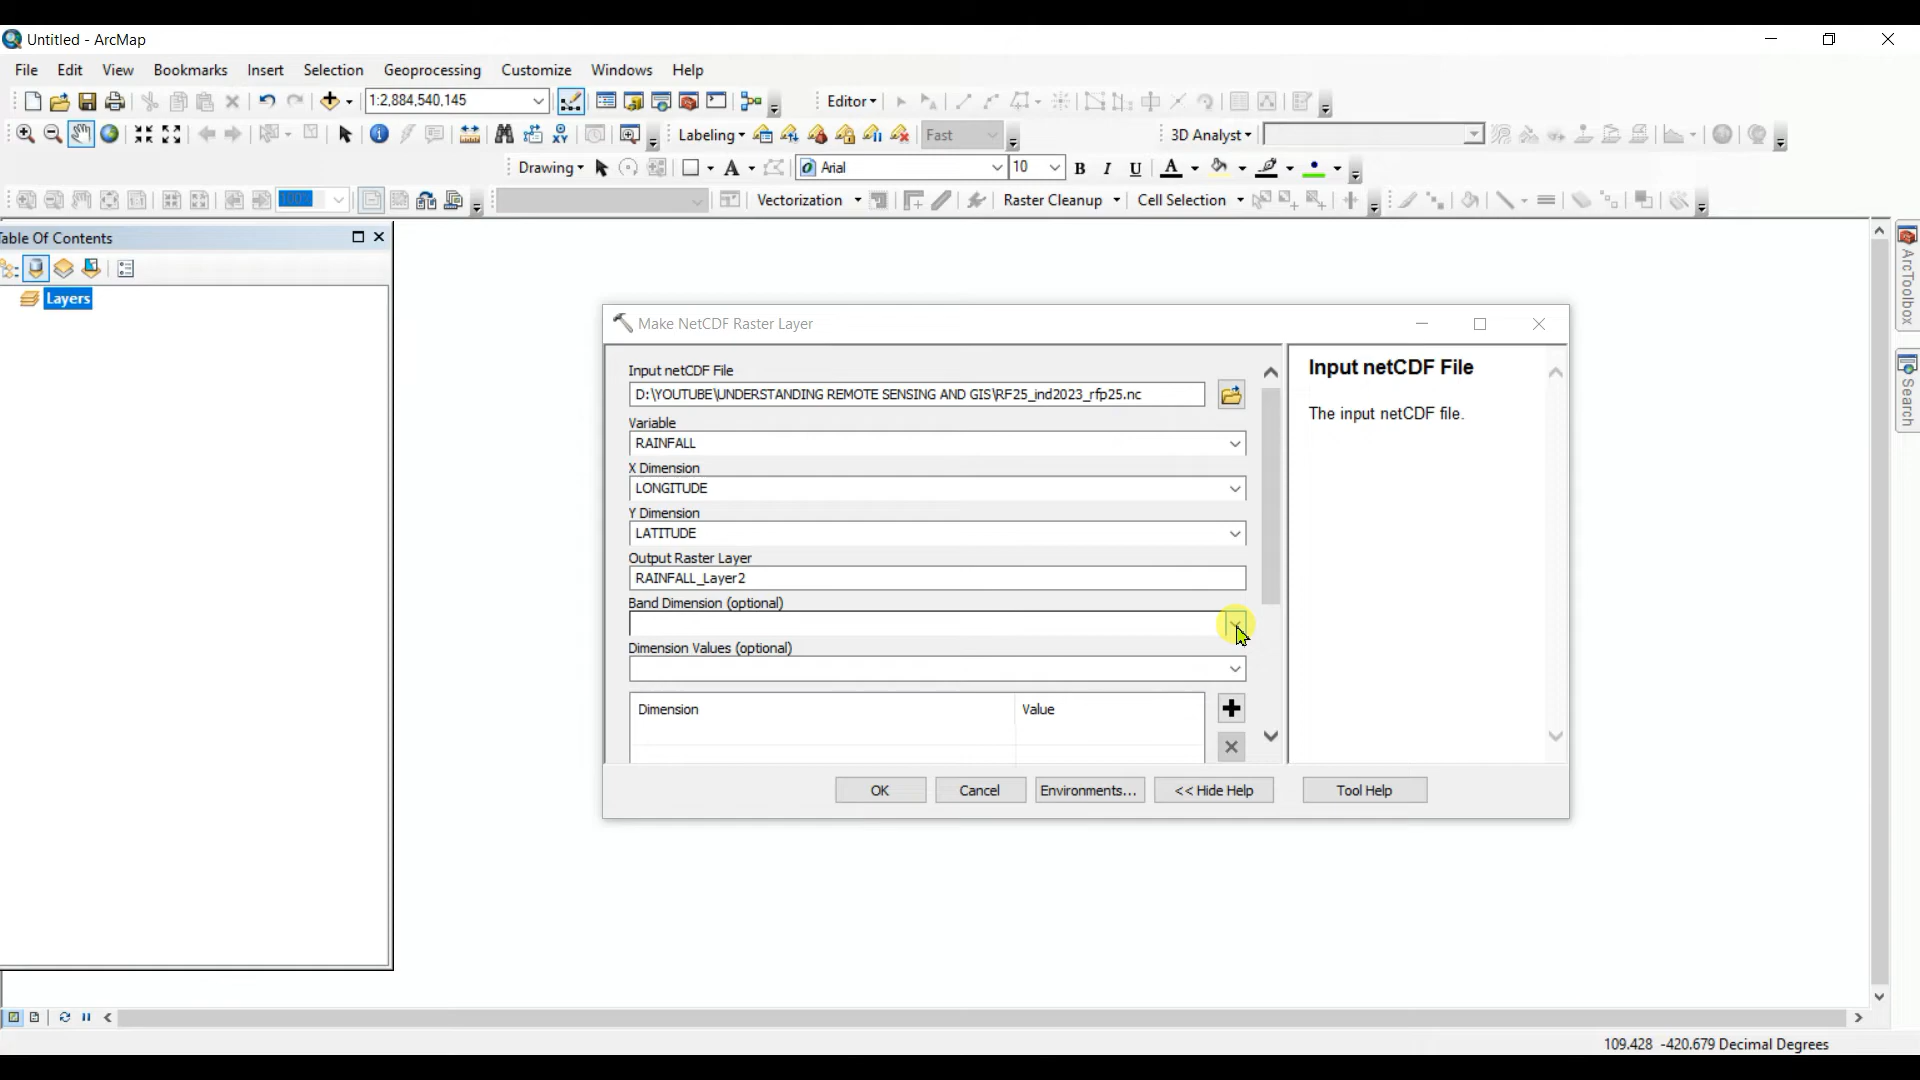 Untitled - ArcMap
File Edit View Bookmarks Insert Selection Geoprocessing Customize Windows Help
1:2,884,540,145 Editor
Labeling Fast 3D Analyst
Drawing Arial 10 B I U A
100% Vectorization Raster Cleanup Cell Selection
able Of Contents
Layers
Make NetCDF Raster Layer
Input netCDF File
D:\YOUTUBE\UNDERSTANDING REMOTE SENSING AND GIS\RF25_ind2023_rfp25.nc
Variable
RAINFALL
X Dimension
LONGITUDE
Y Dimension
LATITUDE
Output Raster Layer
RAINFALL_Layer2
Band Dimension (optional)
Dimension Values (optional)
Dimension Value
OK Cancel Environments... << Hide Help Tool Help
Input netCDF File
The input netCDF file.
ArcToolbox
Search
109.428 -420.679 Decimal Degrees